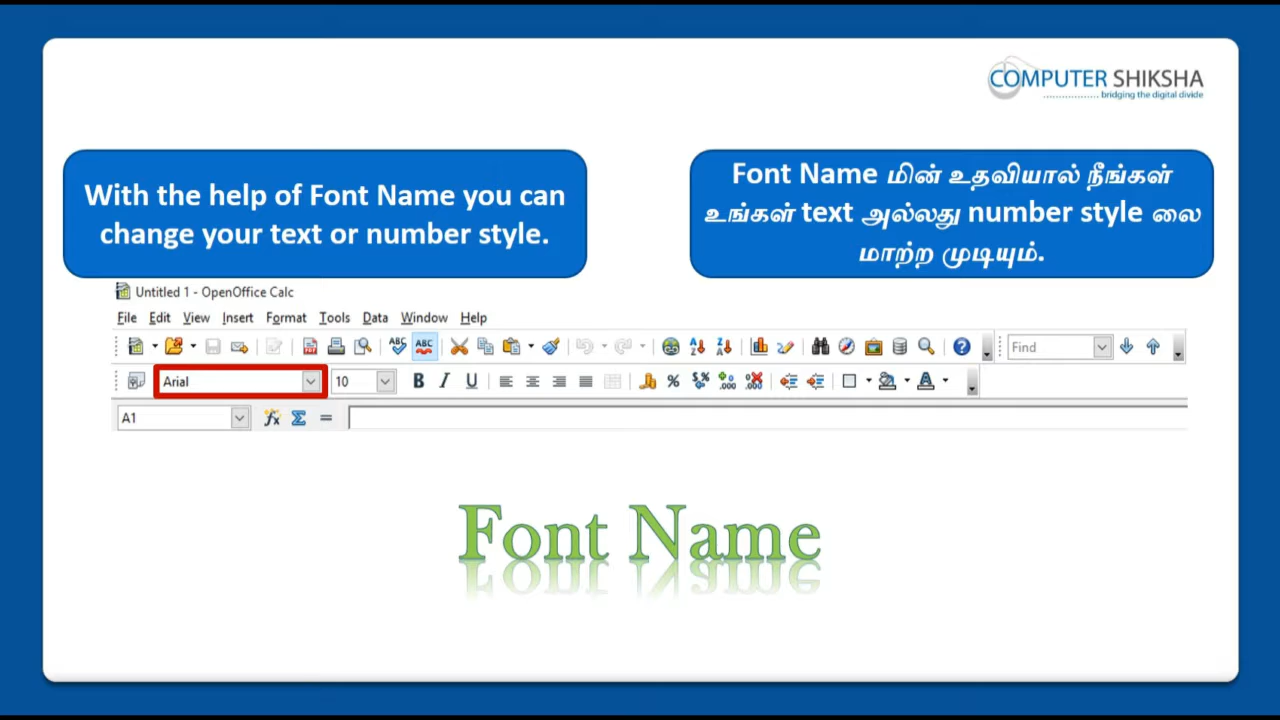 COMPUTER SHIKSHA
bridging the digital divide
With the help of Font Name you can
change your text or number style.
Font Name மின் உதவியால் நீங்கள்
உங்கள் text அல்லது number style லை
மாற்ற முடியும்.
Untitled 1 - OpenOffice Calc
File Edit View Insert Format Tools Data Window Help
ABC ABC Find
Arial 10 B I U
A1
Font Name